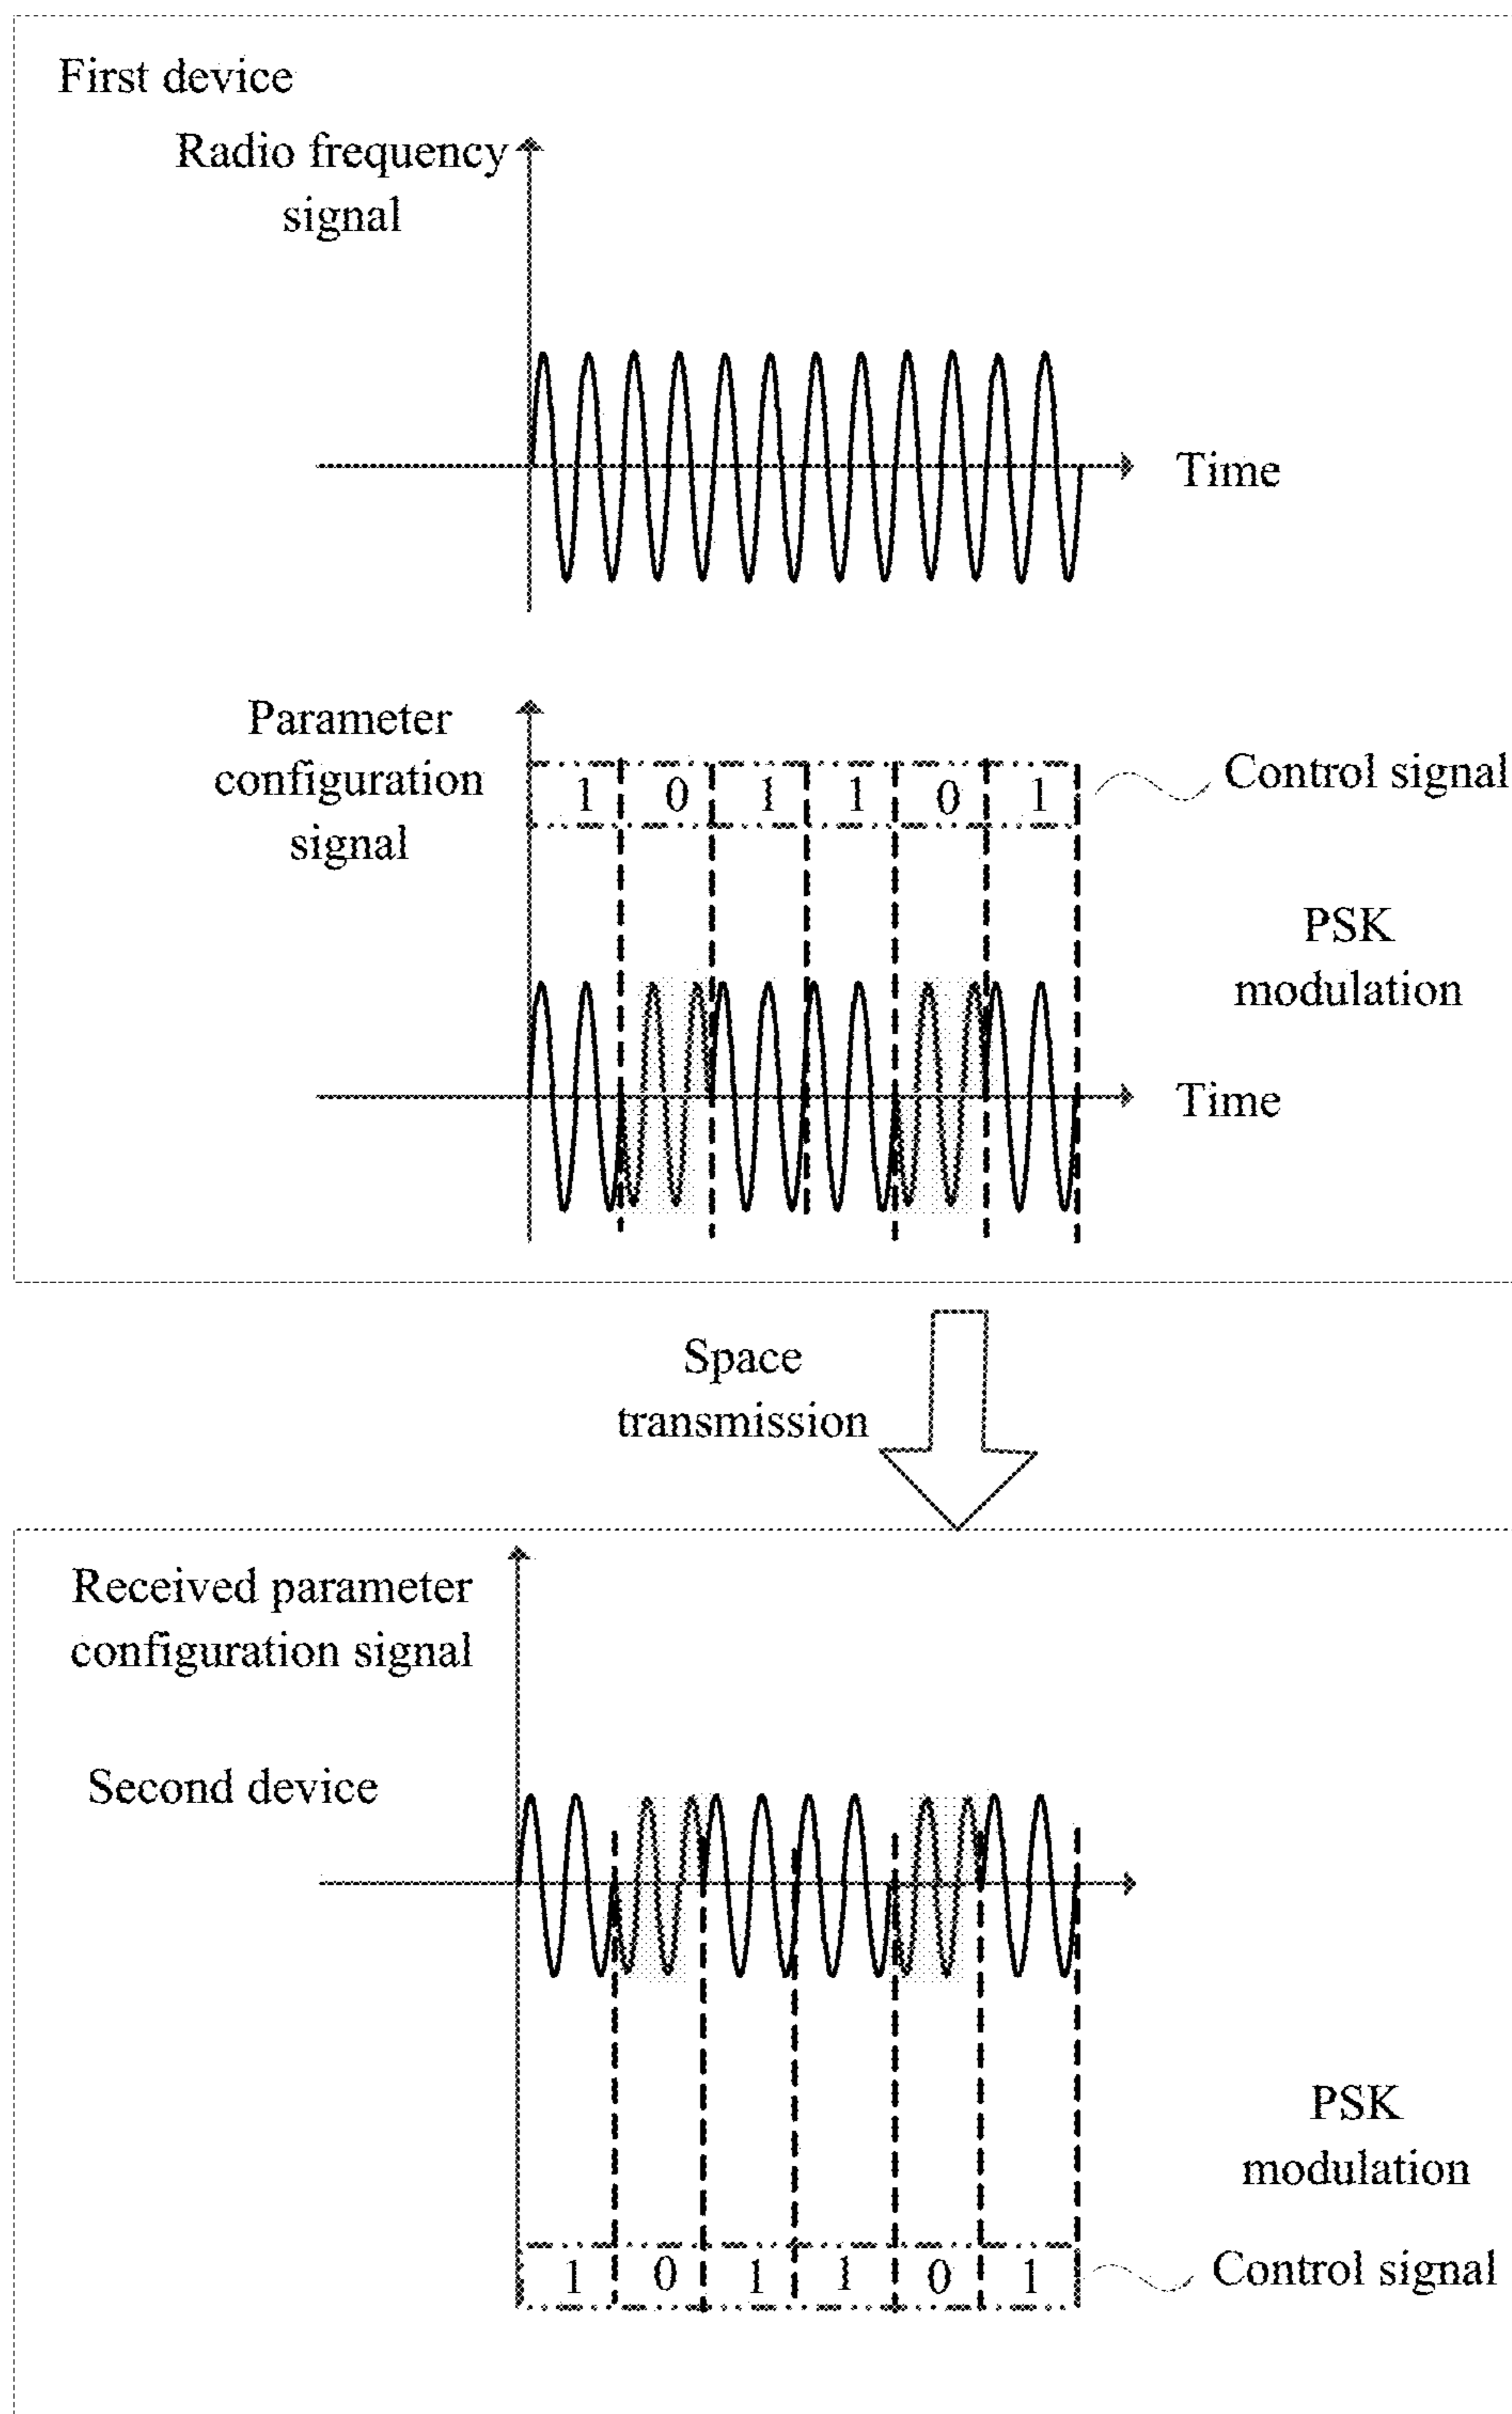 First device
Radio frequency
signal
Time
Parameter
configuration
signal
1 0 1 1 0 1
Control signal
PSK
modulation
Time
Space
transmission
Received parameter
configuration signal
Second device
PSK
modulation
1 0 1 1 0 1
Control signal